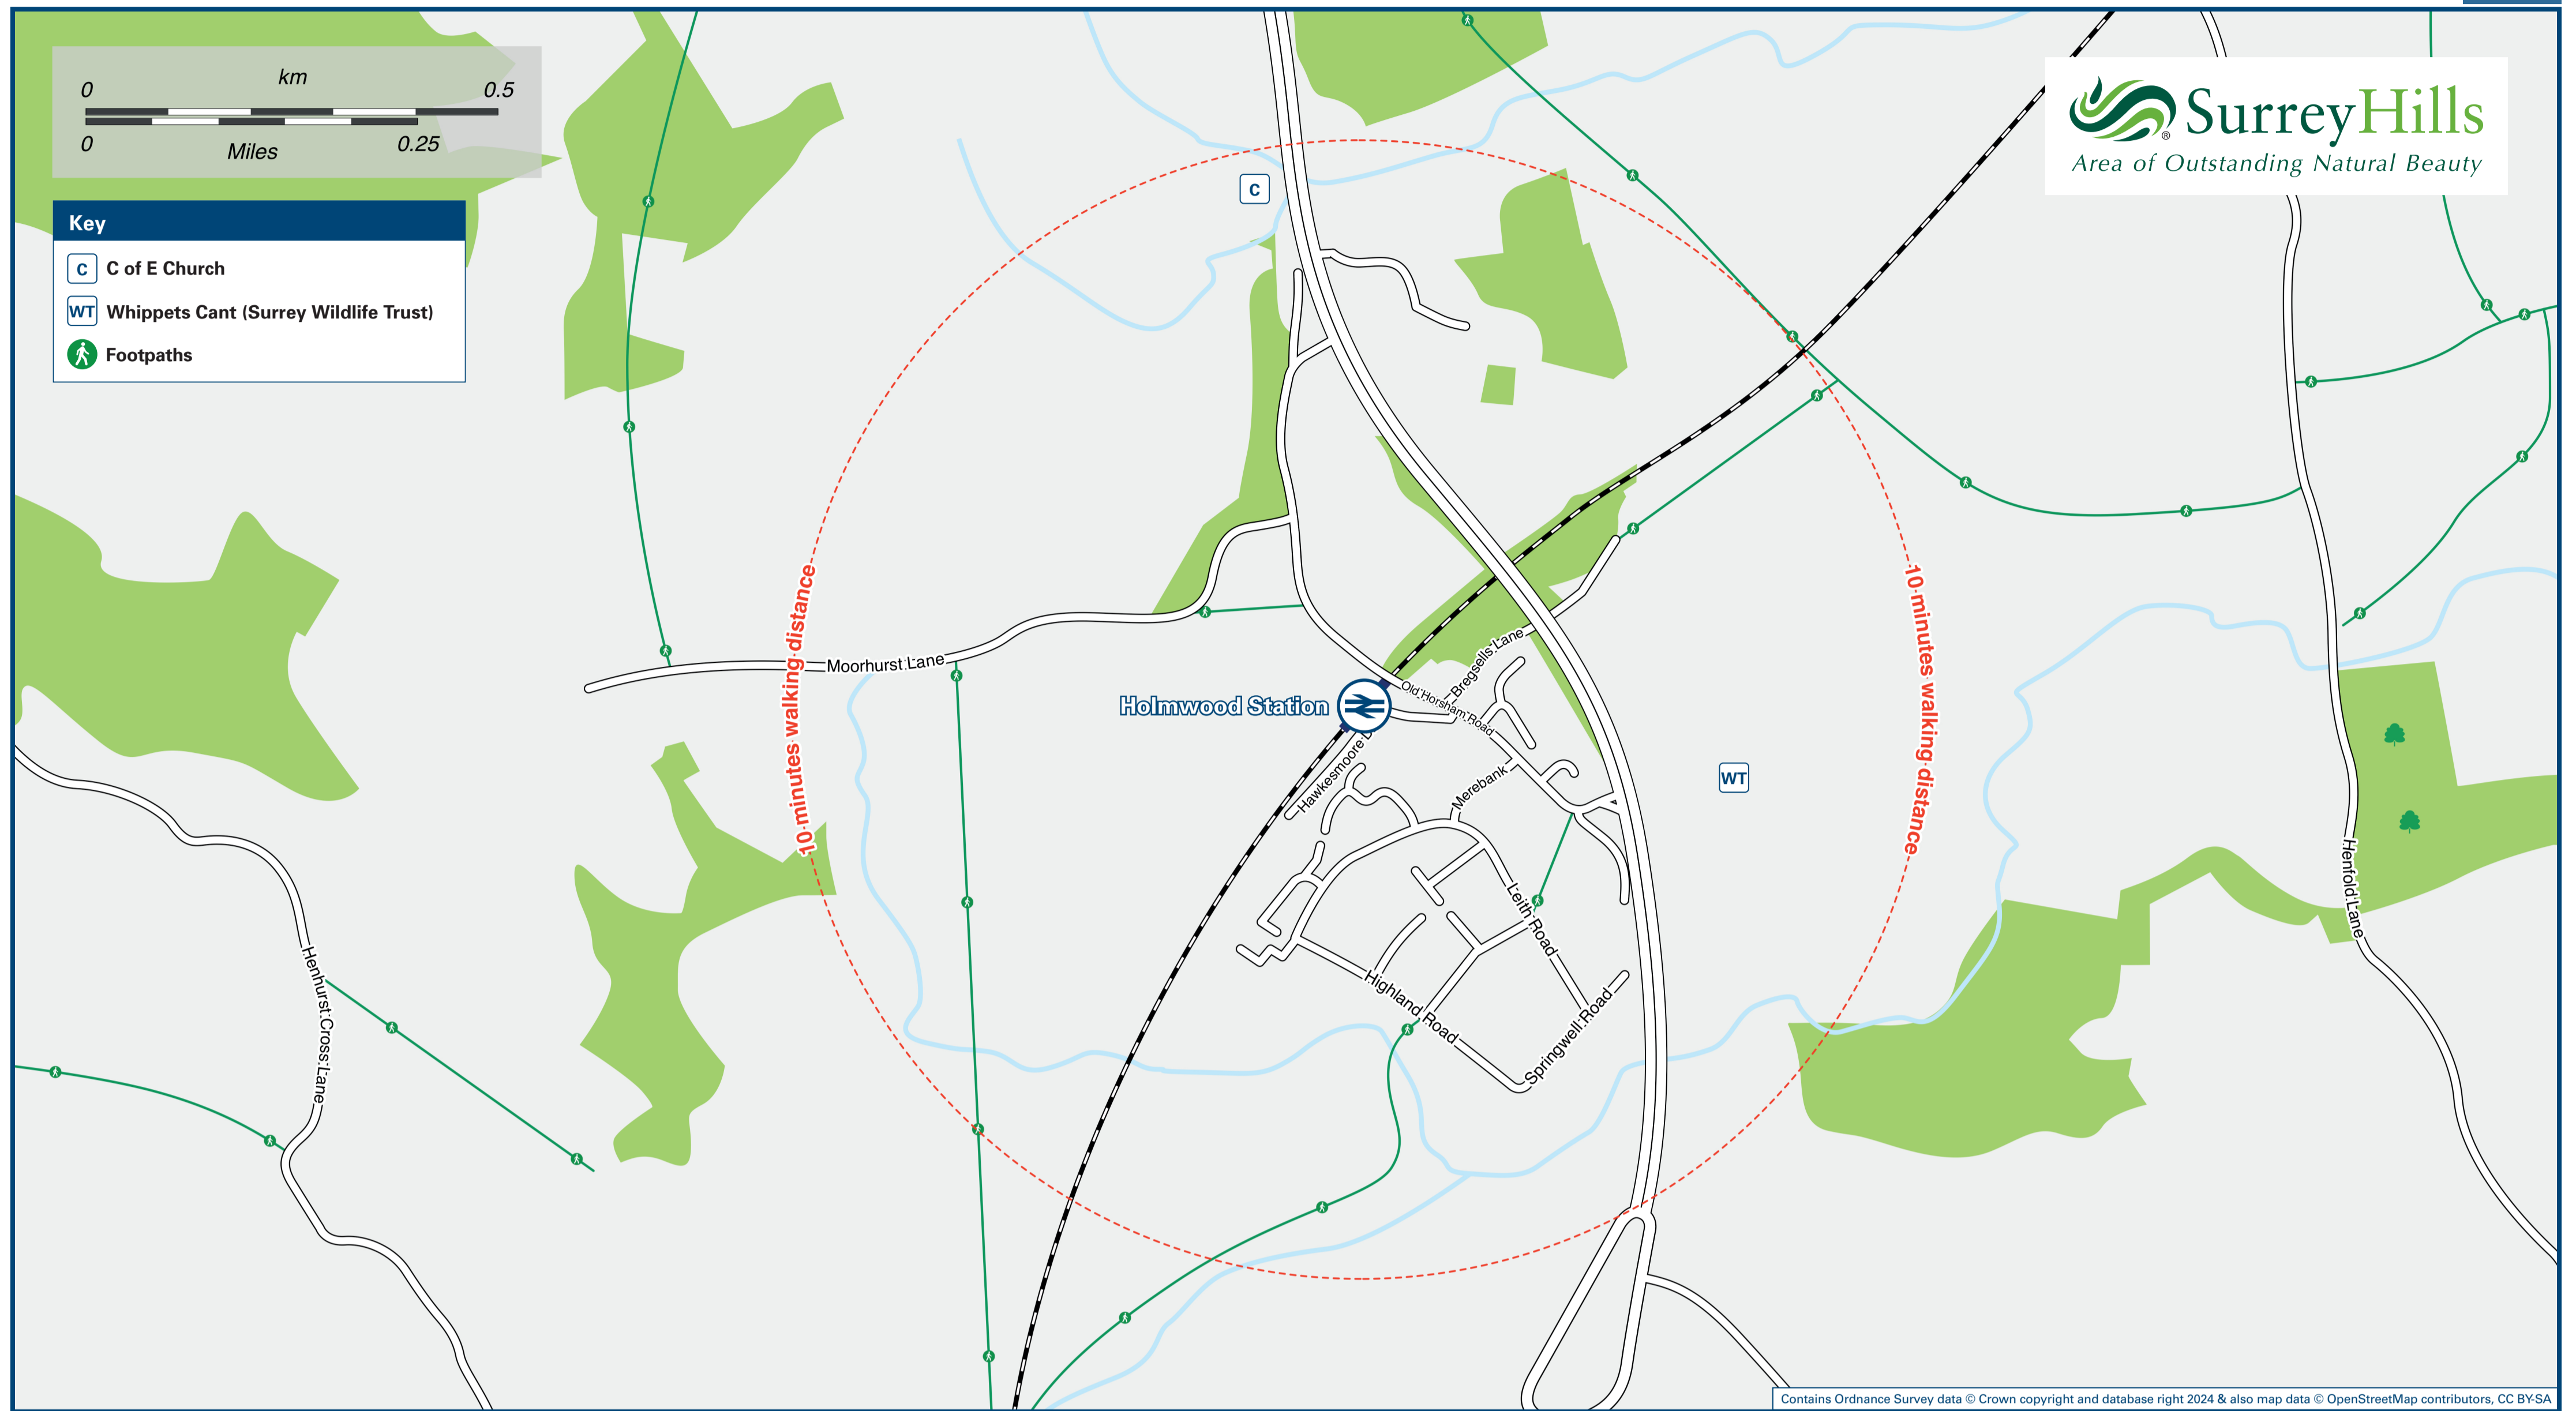 km
0 0.5
0 0.25
Miles
Key
C C of E Church
WT Whippets Cant (Surrey Wildlife Trust)
Footpaths
SurreyHills
®
Area of Outstanding Natural Beauty
C
10 minutes walking distance
10 minutes walking distance
Moorhurst Lane
Bregsells Lane
Old Horsham Road
Holmwood Station
Hawkesmoore D
Merebank
WT
Leith Road
Highland Road
Springwell Road
Henfold Lane
Henhurst Cross Lane
Contains Ordnance Survey data © Crown copyright and database right 2024 & also map data © OpenStreetMap contributors, CC BY-SA